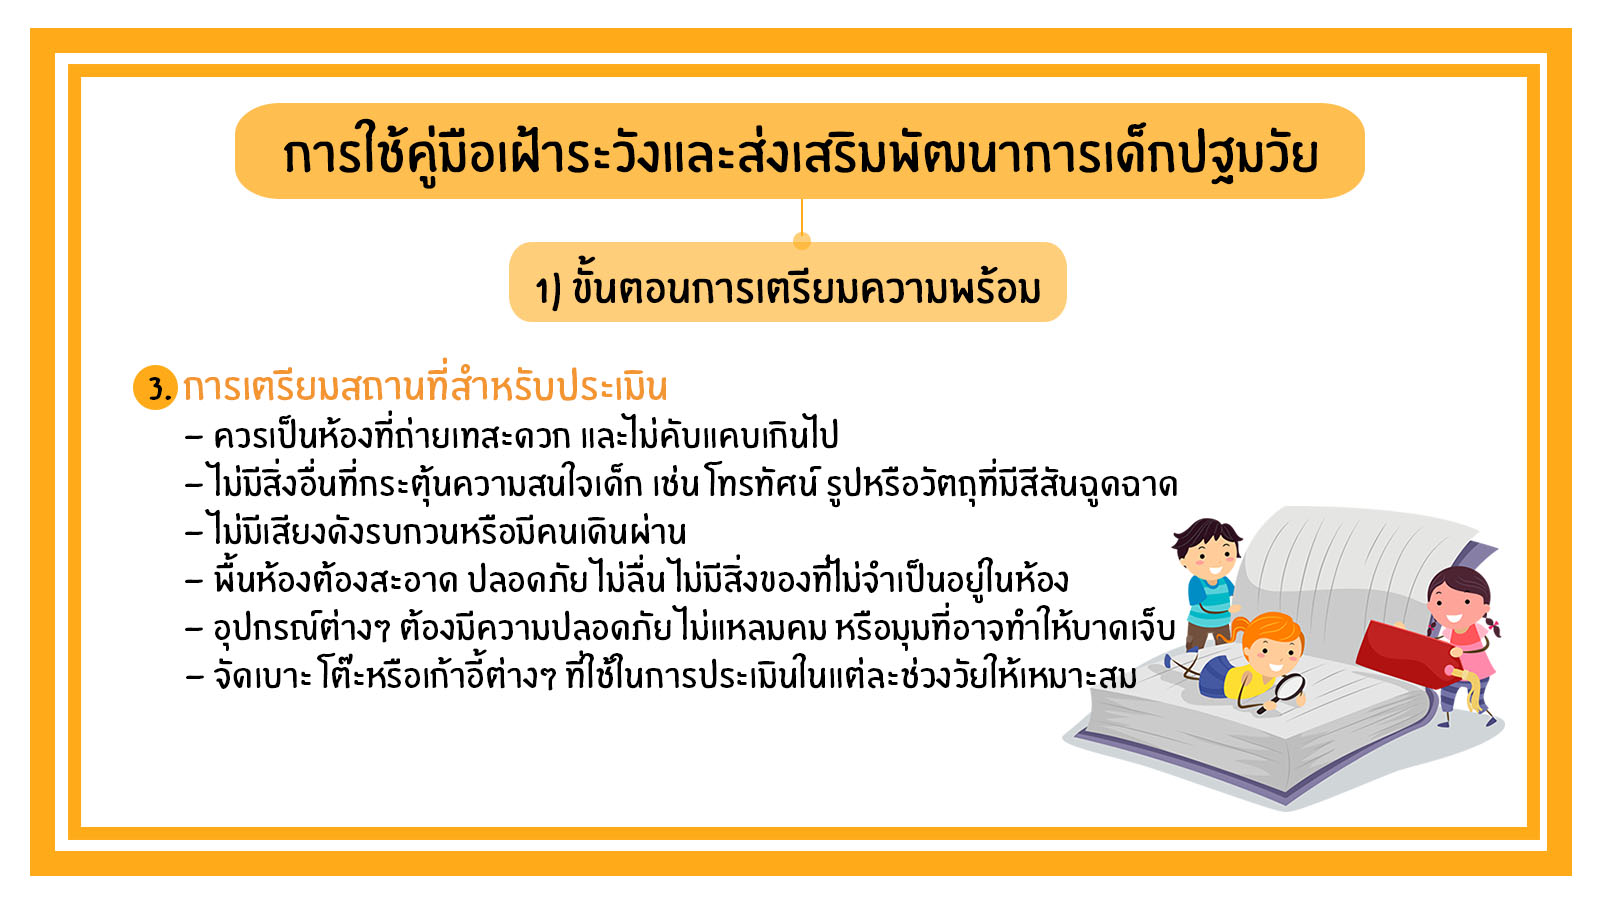 การใช้คู่มือเฝ้าระวังและส่งเสริมพัฒนาการเด็กปฐมวัย
1) ขั้นตอนการเตรียมความพร้อม
3. การเตรียมสถานที่สำหรับประเมิน
– ควรเป็นห้องที่ถ่ายเทสะดวก และไม่คับแคบเกินไป
– ไม่มีสิ่งอื่นที่กระตุ้นความสนใจเด็ก เช่น โทรทัศน์ รูปหรือวัตถุที่มีสีสันฉูดฉาด
– ไม่มีเสียงดังรบกวนหรือมีคนเดินผ่าน
– พื้นห้องต้องสะอาด ปลอดภัย ไม่ลื่น ไม่มีสิ่งของที่ไม่จำเป็นอยู่ในห้อง
– อุปกรณ์ต่างๆ ต้องมีความปลอดภัย ไม่แหลมคม หรือมุมที่อาจทำให้บาดเจ็บ
– จัดเบาะ โต๊ะหรือเก้าอี้ต่างๆ ที่ใช้ในการประเมินในแต่ละช่วงวัยให้เหมาะสม